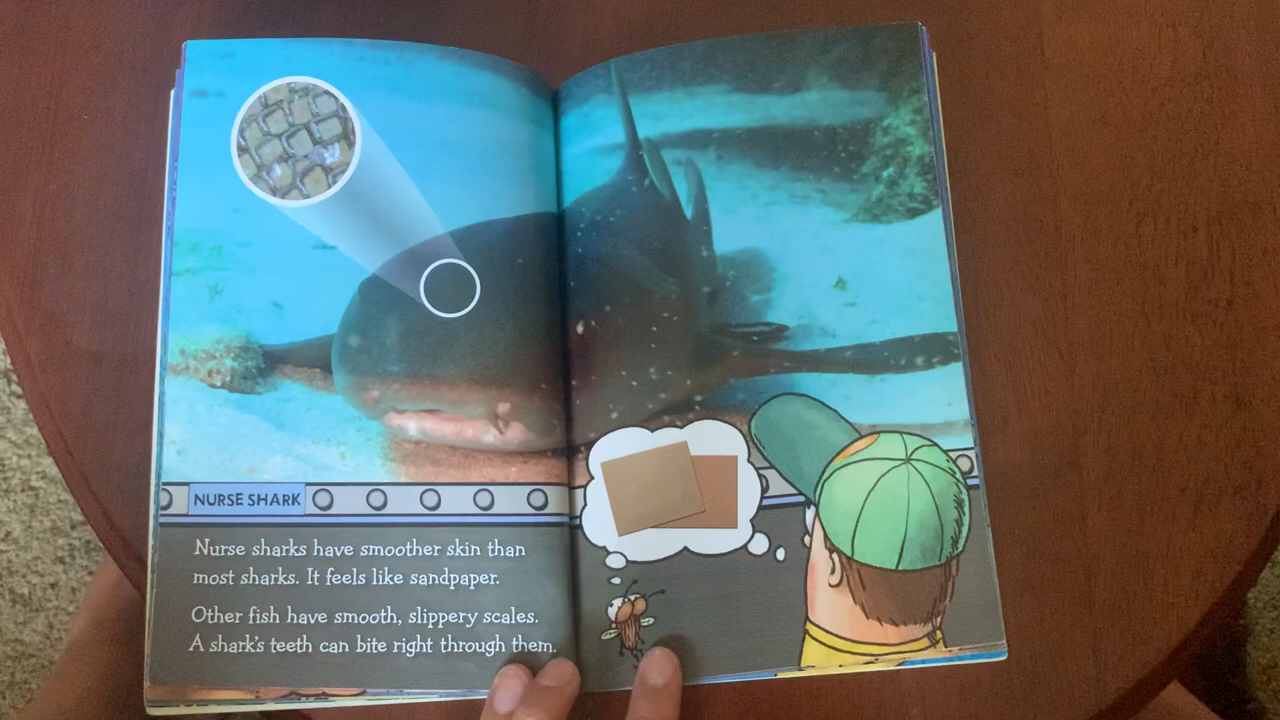 NURSE SHARK
Nurse sharks have smoother skin than
most sharks. It feels like sandpaper.
Other fish have smooth, slippery scales.
A shark's teeth can bite right through them.